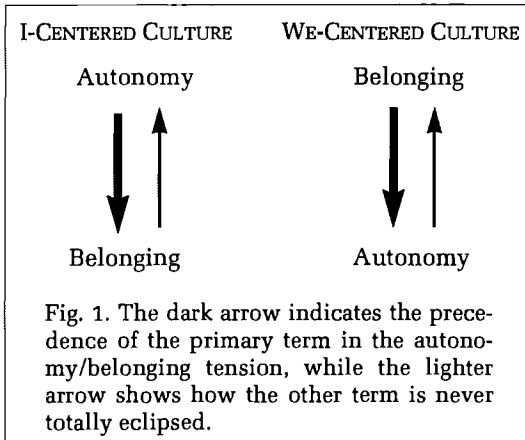 I-CENTERED CULTURE WE-CENTERED CULTURE
Autonomy Belonging
Belonging Autonomy
Fig. 1. The dark arrow indicates the prece-
dence of the primary term in the autono-
my/belonging tension, while the lighter
arrow shows how the other term is never
totally eclipsed.